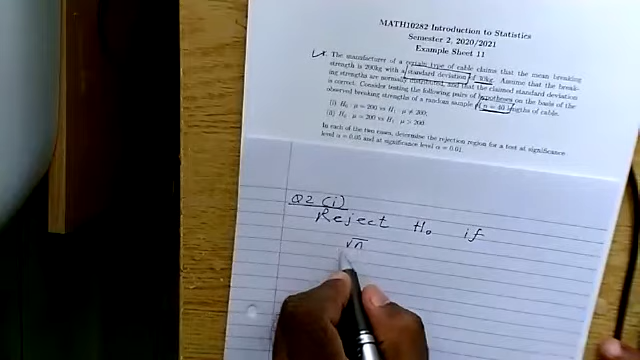 MATH10282 Introduction to Statistics
Semester 2, 2020/2021
Example Sheet 11
The manufacturer of a certain type of cable claims that the mean breaking
strength is 200kg with a standard deviation of 10kg. Assume that the break-
ing strengths are normally distributed, and that the claimed standard deviation
is correct. Consider testing the following pairs of hypotheses on the basis of the
observed breaking strengths of a random sample of n = 40 lengths of cable.
(i) H₀ : μ = 200 vs H₁ : μ ≠ 200;
(ii) H₀ : μ = 200 vs H₁ : μ > 200
In each of the two cases, determine the rejection region for a test at significance
level α = 0.05 and at significance level α = 0.01.
Q2 (i)
Reject H₀ if
√n